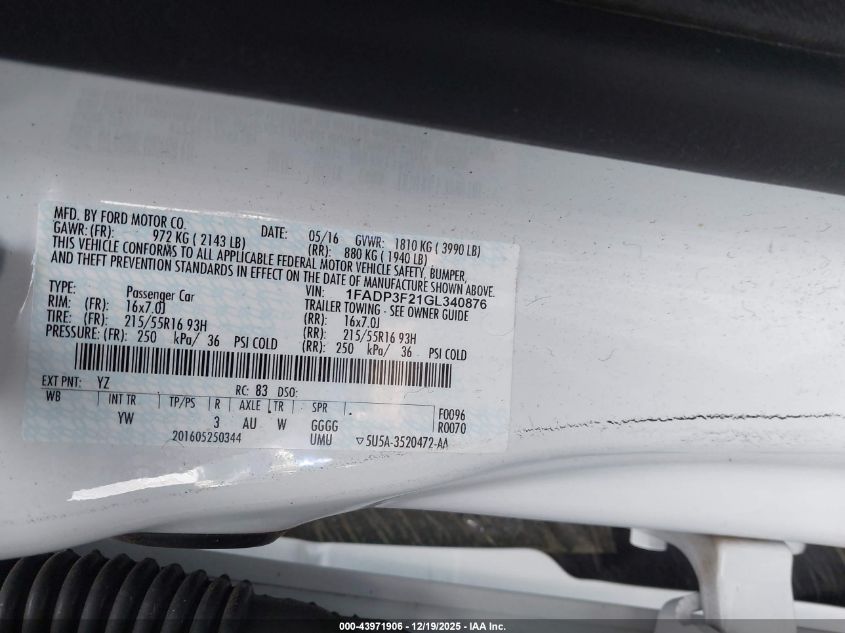 MFD. BY FORD MOTOR CO.
DATE: 05/16 GVWR: 1810 KG ( 3990 LB)
GAWR: (FR): 972 KG ( 2143 LB) (RR): 880 KG ( 1940 LB)
THIS VEHICLE CONFORMS TO ALL APPLICABLE FEDERAL MOTOR VEHICLE SAFETY, BUMPER,
AND THEFT PREVENTION STANDARDS IN EFFECT ON THE DATE OF MANUFACTURE SHOWN ABOVE.
VIN: 1FADP3F21GL340876
TYPE: Passenger Car TRAILER TOWING - SEE OWNER GUIDE
RIM: (FR) 16x7.0J (RR): 16x7.0J
TIRE: (FR) 215/55R16 93H (RR): 215/55R16 93H
PRESSURE: (FR) 250 kPa/ 36 PSI COLD (RR): 250 kPa/ 36 PSI COLD
EXT PNT: YZ RC: 83 DSO:
WB INT TR TP/PS R AXLE TR SPR F0096
YW 3 AU W GGGG R0070
201605250344 UMU ▽5U5A-3520472-AA
000-43971906 - 12/19/2025 - IAA Inc.